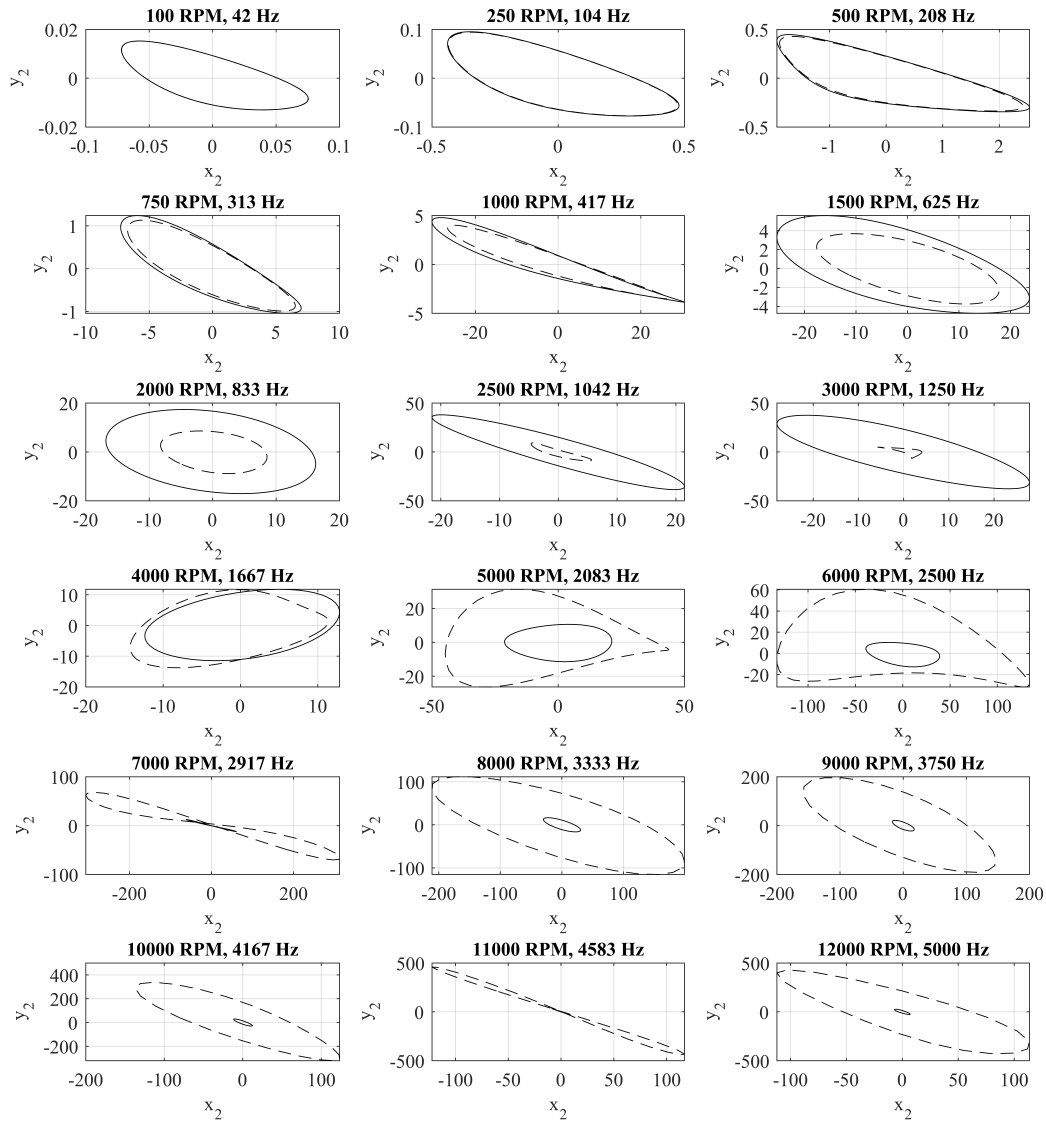 100 RPM, 42 Hz
0.02
0
-0.02
y2
-0.1 -0.05 0 0.05 0.1
x2
250 RPM, 104 Hz
0.1
0
-0.1
y2
-0.5 0 0.5
x2
500 RPM, 208 Hz
0.5
0
-0.5
y2
-1 0 1 2
x2
750 RPM, 313 Hz
1
0
-1
y2
-10 -5 0 5 10
x2
1000 RPM, 417 Hz
5
0
-5
y2
-20 0 20
x2
1500 RPM, 625 Hz
4
2
0
-2
-4
y2
-20 -10 0 10 20
x2
2000 RPM, 833 Hz
20
0
-20
y2
-20 -10 0 10 20
x2
2500 RPM, 1042 Hz
50
0
-50
y2
-20 -10 0 10 20
x2
3000 RPM, 1250 Hz
50
0
-50
y2
-20 -10 0 10 20
x2
4000 RPM, 1667 Hz
10
0
-10
-20
y2
-20 -10 0 10
x2
5000 RPM, 2083 Hz
20
0
-20
y2
-50 0 50
x2
6000 RPM, 2500 Hz
60
40
20
0
-20
y2
-100 -50 0 50 100
x2
7000 RPM, 2917 Hz
100
0
-100
y2
-200 0 200
x2
8000 RPM, 3333 Hz
100
0
-100
y2
-200 -100 0 100
x2
9000 RPM, 3750 Hz
200
0
-200
y2
-200 -100 0 100 200
x2
10000 RPM, 4167 Hz
400
200
0
-200
y2
-200 -100 0 100
x2
11000 RPM, 4583 Hz
500
0
-500
y2
-100 -50 0 50 100
x2
12000 RPM, 5000 Hz
500
0
-500
y2
-100 -50 0 50 100
x2